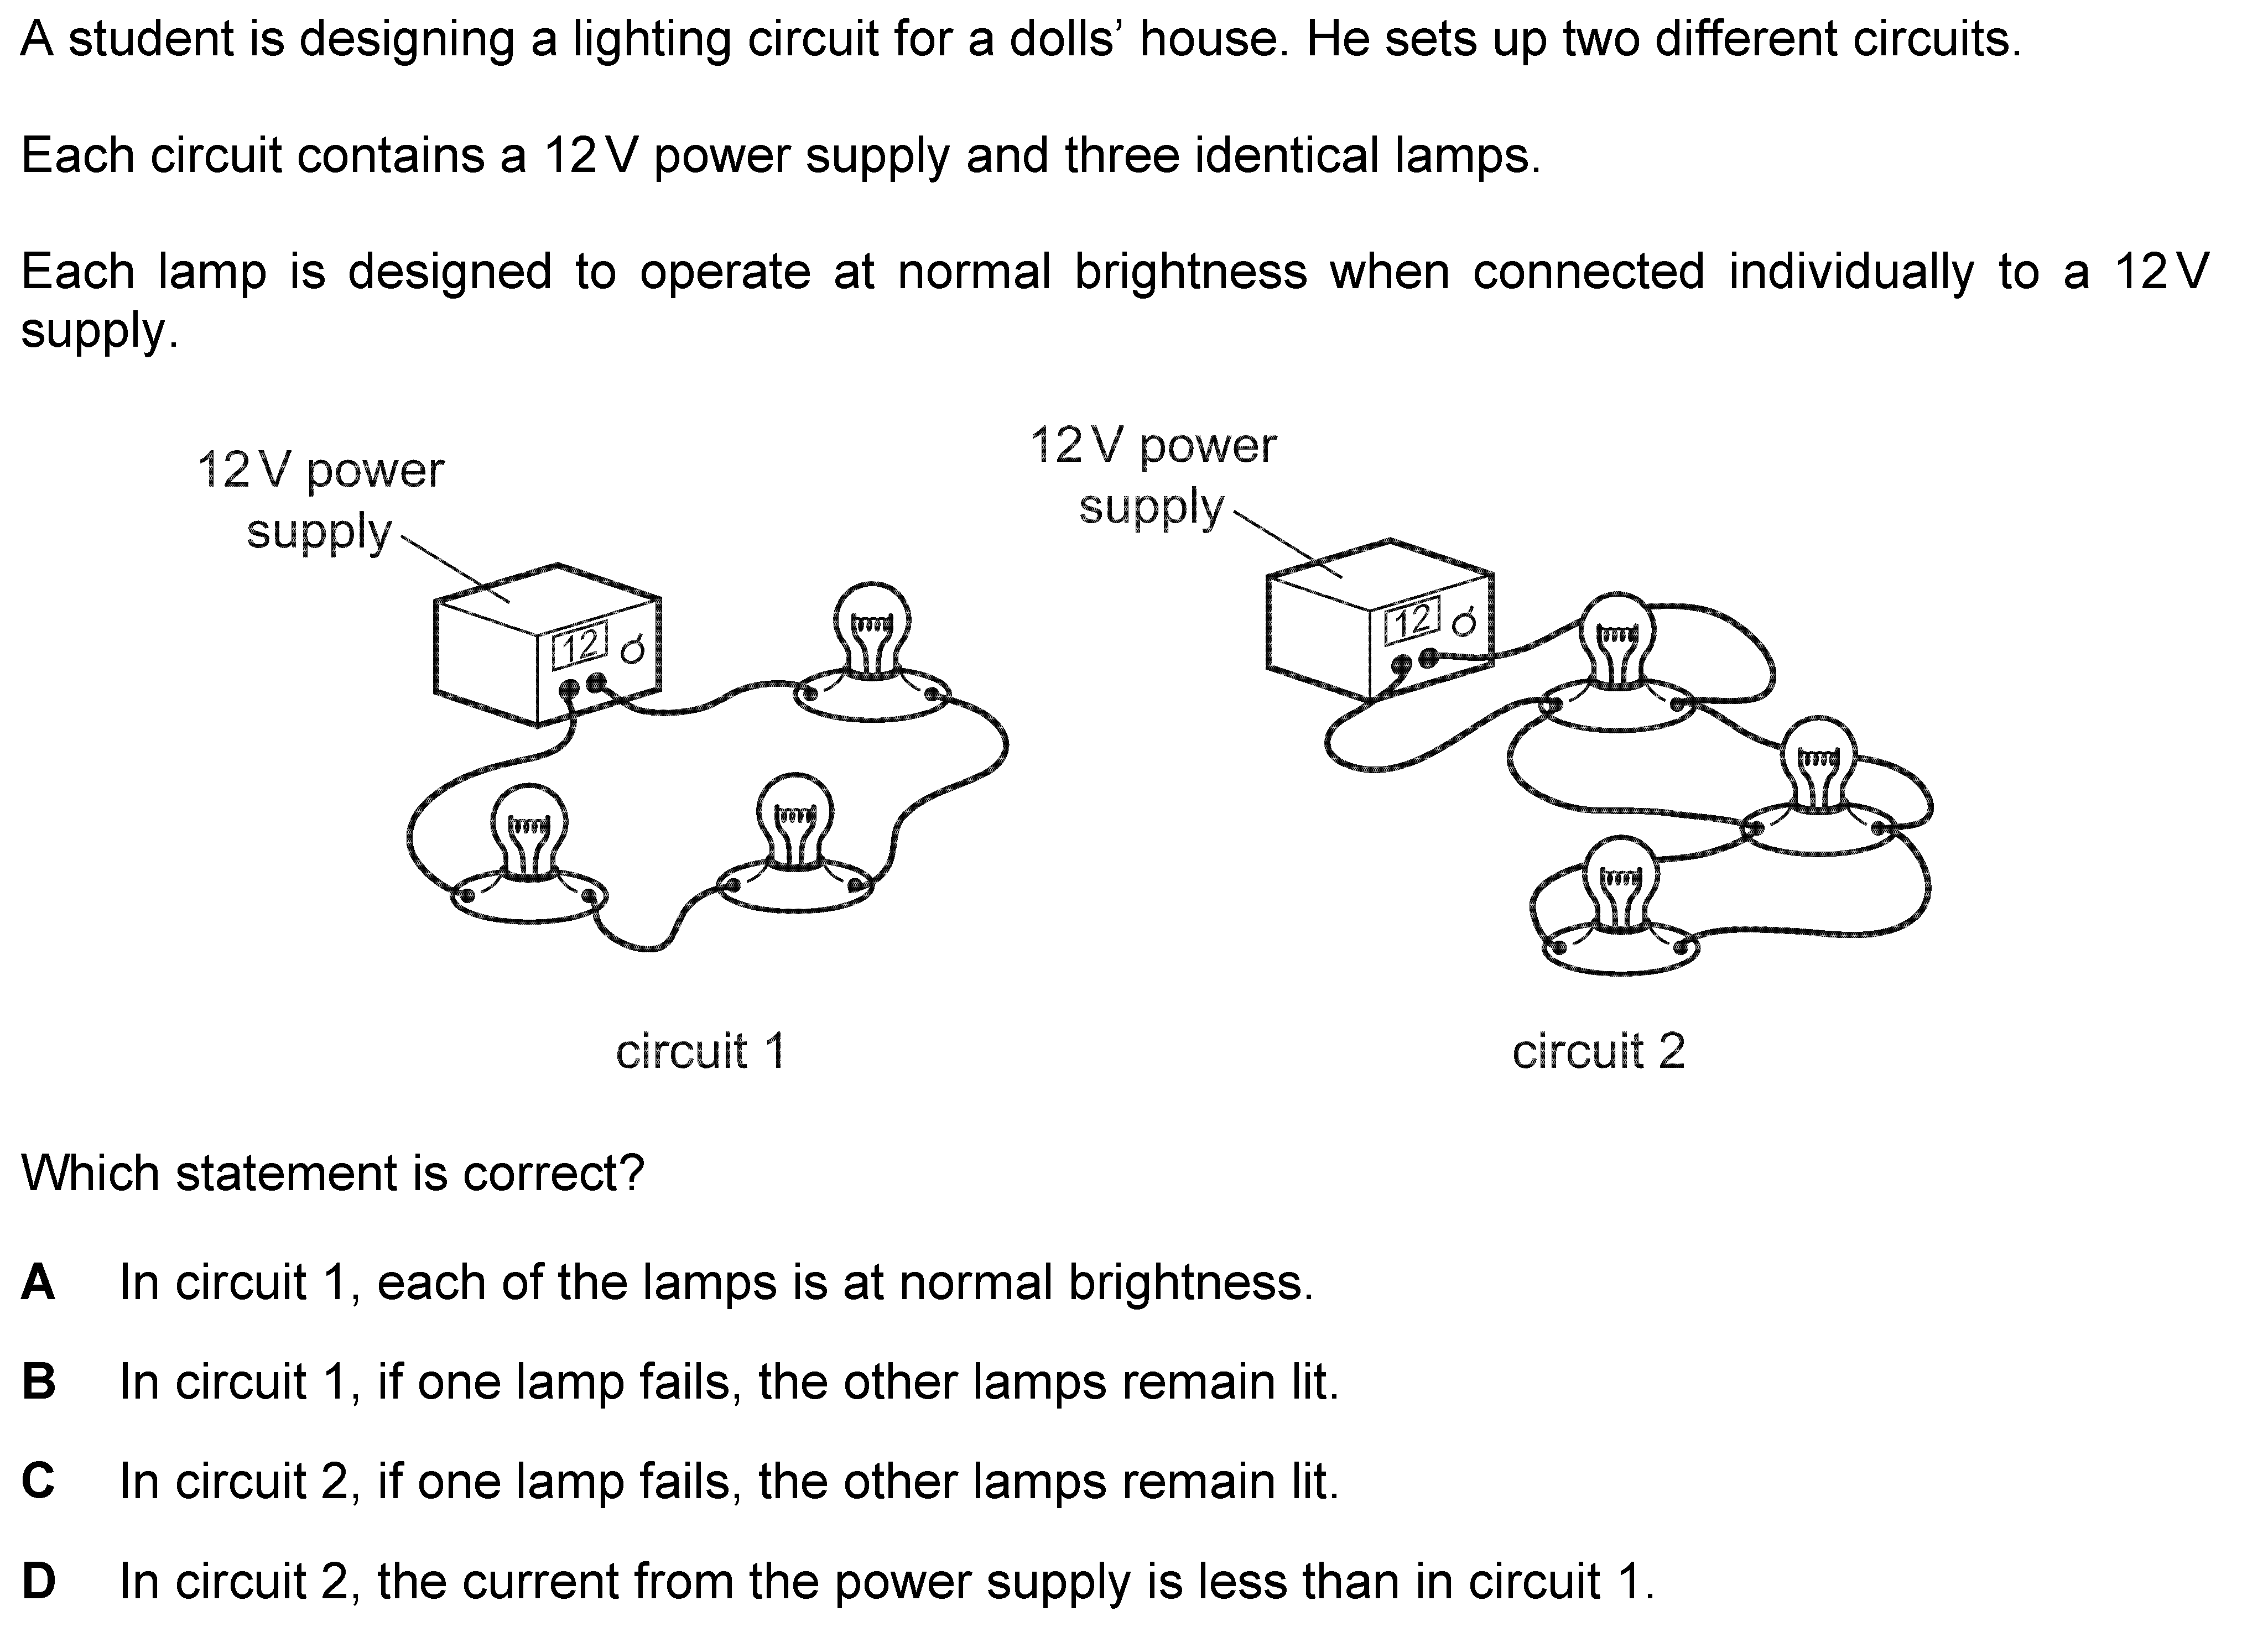 A student is designing a lighting circuit for a dolls’ house. He sets up two different circuits.
Each circuit contains a 12 V power supply and three identical lamps.
Each lamp is designed to operate at normal brightness when connected individually to a 12 V
supply.
12 V power
supply
12 V power
supply
12
12
circuit 1
circuit 2
Which statement is correct?
A In circuit 1, each of the lamps is at normal brightness.
B In circuit 1, if one lamp fails, the other lamps remain lit.
C In circuit 2, if one lamp fails, the other lamps remain lit.
D In circuit 2, the current from the power supply is less than in circuit 1.